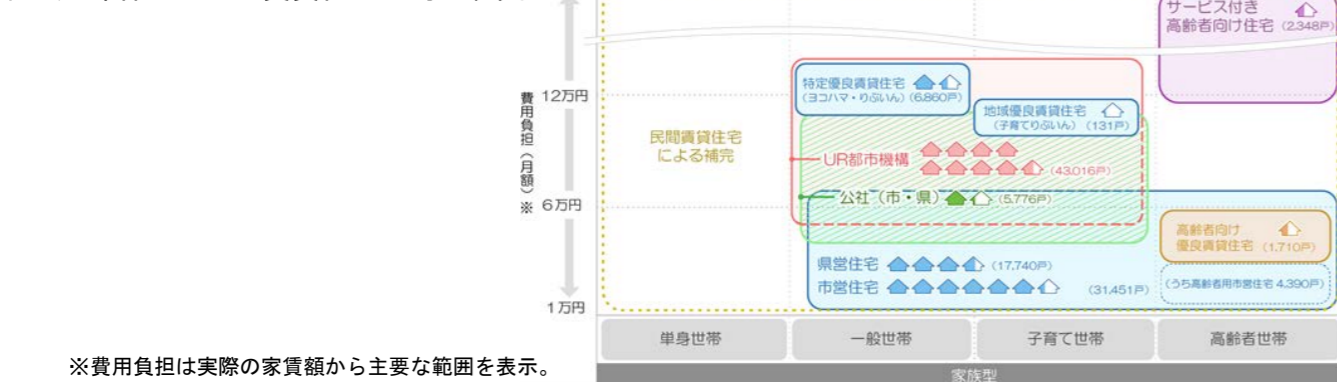 サービス付き
高齢者向け住宅 (2,348戸)
費用負担(月額)※
12万円
6万円
1万円
特定優良賃貸住宅
(ヨコハマ・りぶいん) (6,860戸)
地域優良賃貸住宅
(子育てりぶいん) (131戸)
民間賃貸住宅
による補完
UR都市機構
(43,016戸)
公社(市・県) (5,776戸)
高齢者向け
優良賃貸住宅 (1,710戸)
県営住宅 (17,740戸)
市営住宅 (31,451戸)
(うち高齢者用市営住宅 4,390戸)
単身世帯
一般世帯
子育て世帯
高齢者世帯
家族型
※費用負担は実際の家賃額から主要な範囲を表示。